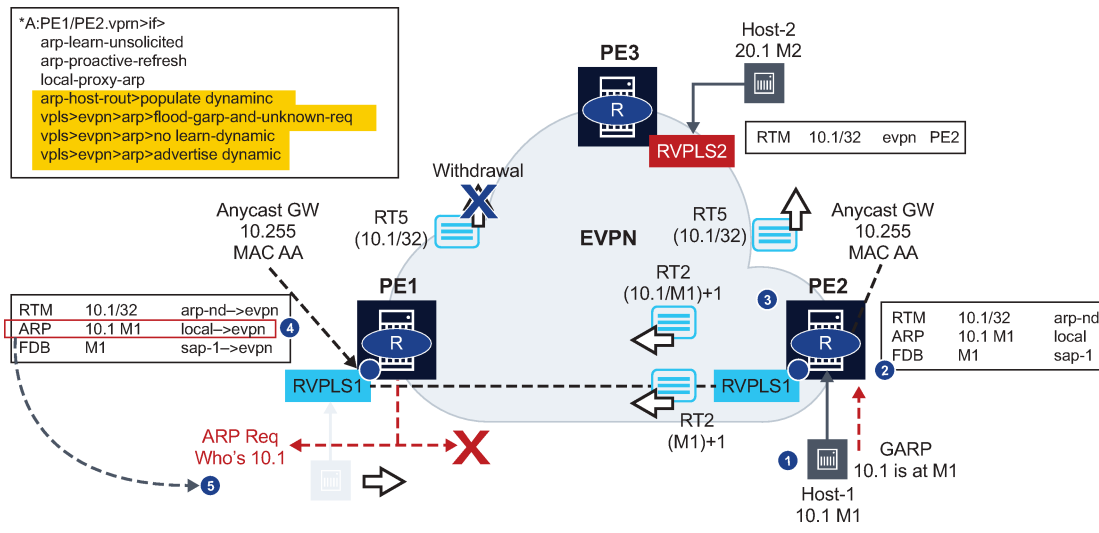 *A:PE1/PE2.vprn>if>
arp-learn-unsolicited
arp-proactive-refresh
local-proxy-arp
arp-host-rout>populate dynaminc
vpls>evpn>arp>flood-garp-and-unknown-req
vpls>evpn>arp>no learn-dynamic
vpls>evpn>arp>advertise dynamic
Host-2
20.1 M2
PE3
R
RVPLS2
RTM 10.1/32 evpn PE2
Withdrawal
X
RT5
(10.1/32)
EVPN
RT5
(10.1/32)
Anycast GW
10.255
MAC AA
Anycast GW
10.255
MAC AA
PE1
R
RVPLS1
RTM 10.1/32 arp-nd–>evpn
ARP 10.1 M1 local–>evpn
FDB M1 sap-1–>evpn
4
RT2
(10.1/M1)+1
3
PE2
R
RVPLS1
RTM 10.1/32 arp-nd
ARP 10.1 M1 local
FDB M1 sap-1
2
RT2
(M1)+1
ARP Req
Who's 10.1
X
5
1
GARP
10.1 is at M1
Host-1
10.1 M1